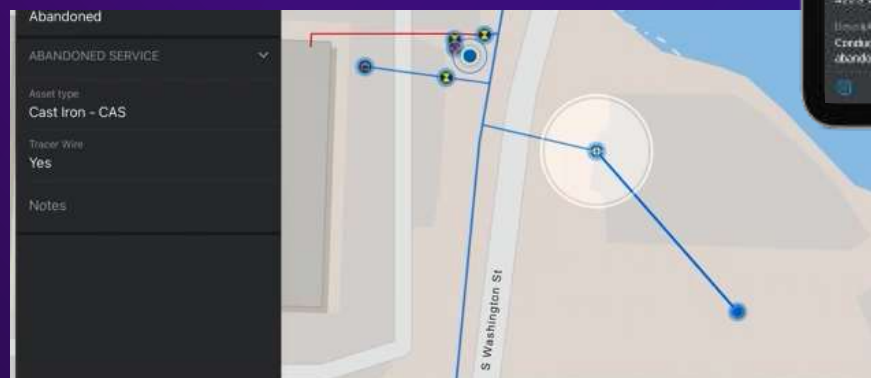 Abandoned
ABANDONED SERVICE
Asset type
Cast Iron - CAS
Tracer Wire
Yes
Notes
S Washington St